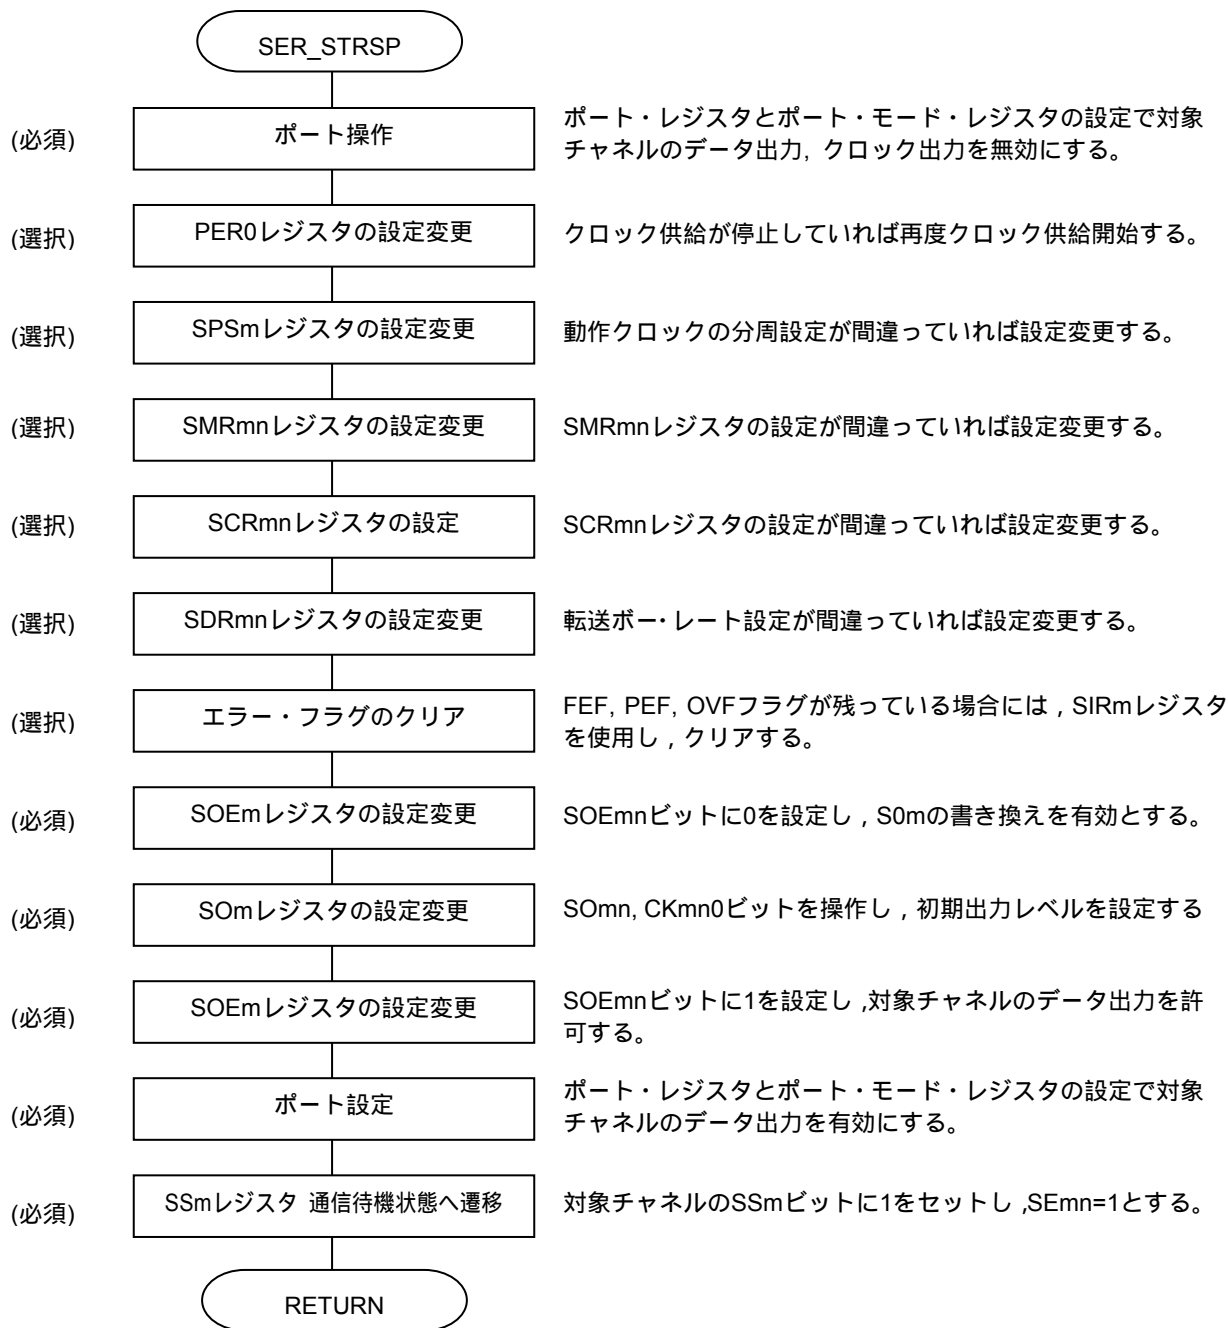 SER_STRSP
(必須)
ポート操作
ポート・レジスタとポート・モード・レジスタの設定で対象
チャネルのデータ出力, クロック出力を無効にする。
(選択)
PER0レジスタの設定変更
クロック供給が停止していれば再度クロック供給開始する。
(選択)
SPSmレジスタの設定変更
動作クロックの分周設定が間違っていれば設定変更する。
(選択)
SMRmnレジスタの設定変更
SMRmnレジスタの設定が間違っていれば設定変更する。
(選択)
SCRmnレジスタの設定
SCRmnレジスタの設定が間違っていれば設定変更する。
(選択)
SDRmnレジスタの設定変更
転送ボー・レート設定が間違っていれば設定変更する。
(選択)
エラー・フラグのクリア
FEF, PEF, OVFフラグが残っている場合には , SIRmレジスタ
を使用し , クリアする。
(必須)
SOEmレジスタの設定変更
SOEmnビットに0を設定し , S0mの書き換えを有効とする。
(必須)
SOmレジスタの設定変更
SOmn, CKmn0ビットを操作し , 初期出力レベルを設定する
(必須)
SOEmレジスタの設定変更
SOEmnビットに1を設定し ,対象チャネルのデータ出力を許
可する。
(必須)
ポート設定
ポート・レジスタとポート・モード・レジスタの設定で対象
チャネルのデータ出力を有効にする。
(必須)
SSmレジスタ 通信待機状態へ遷移
対象チャネルのSSmビットに1をセットし ,SEmn=1とする。
RETURN